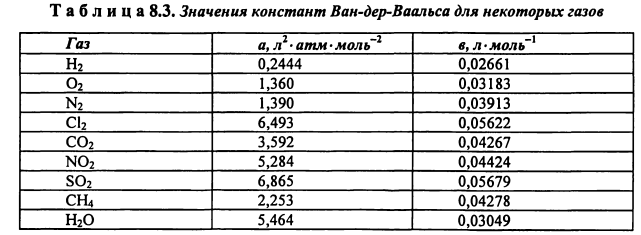 Т а б л и ц а 8.3. Значения констант Ван-дер-Ваальса для некоторых газов
Газ а, л²· атм· моль⁻² в, л· моль⁻¹
H₂ 0,2444 0,02661
O₂ 1,360 0,03183
N₂ 1,390 0,03913
Cl₂ 6,493 0,05622
CO₂ 3,592 0,04267
NO₂ 5,284 0,04424
SO₂ 6,865 0,05679
CH₄ 2,253 0,04278
H₂O 5,464 0,03049